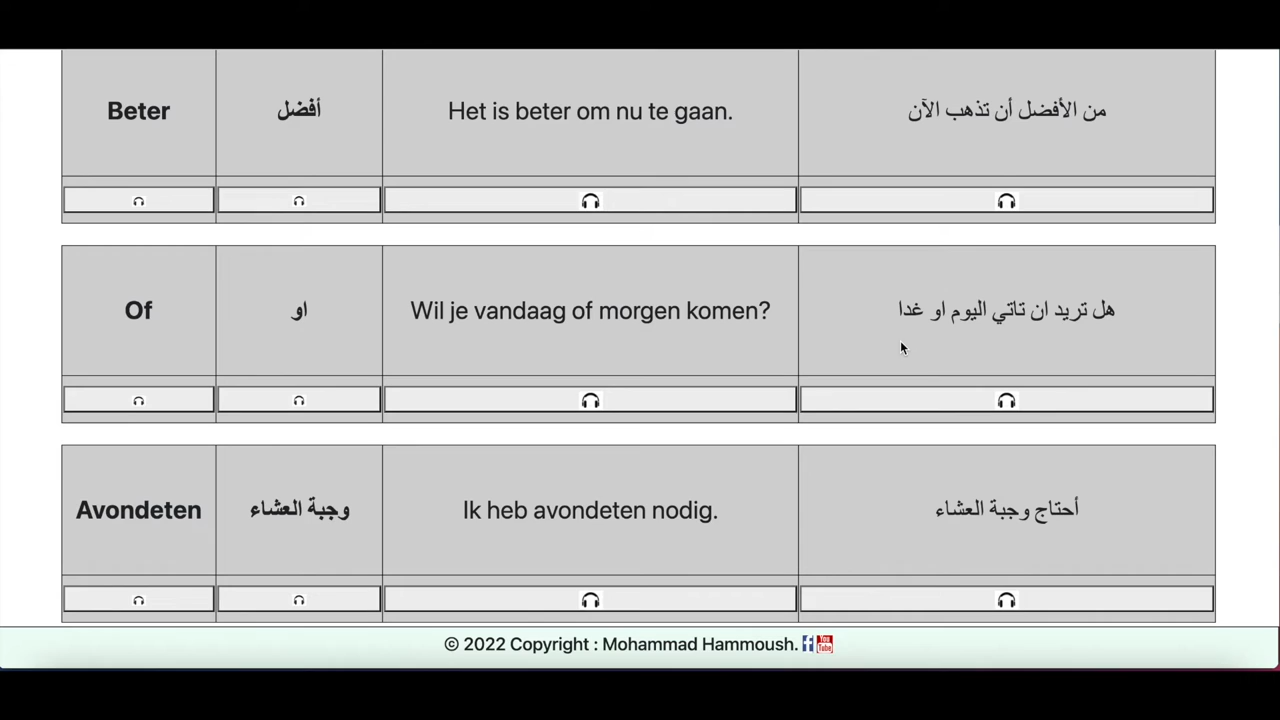 Beter
أفضل
Het is beter om nu te gaan.
من الأفضل أن تذهب الآن
Of
او
Wil je vandaag of morgen komen?
هل تريد ان تاتي اليوم او غدا
Avondeten
وجبة العشاء
Ik heb avondeten nodig.
أحتاج وجبة العشاء
© 2022 Copyright : Mohammad Hammoush.
f
You
Tube